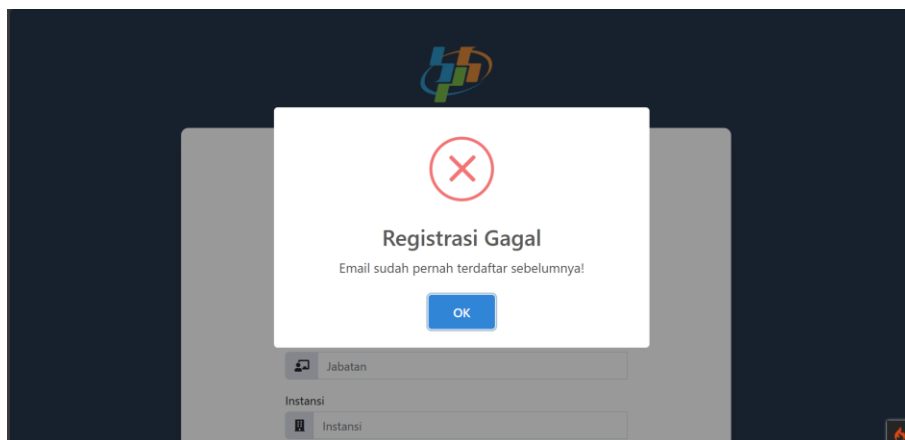 Registrasi Gagal
Email sudah pernah terdaftar sebelumnya!
OK
Jabatan
Instansi
Instansi